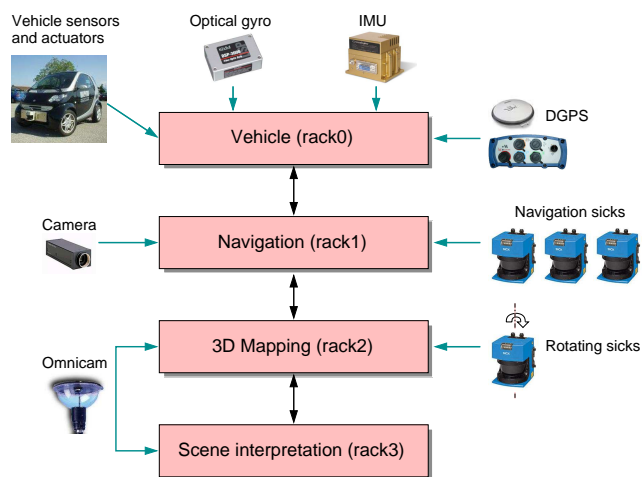 Vehicle sensors
and actuators
Optical gyro
IMU
DGPS
Vehicle (rack0)
Camera
Navigation (rack1)
Navigation sicks
Omnicam
3D Mapping (rack2)
Rotating sicks
Scene interpretation (rack3)